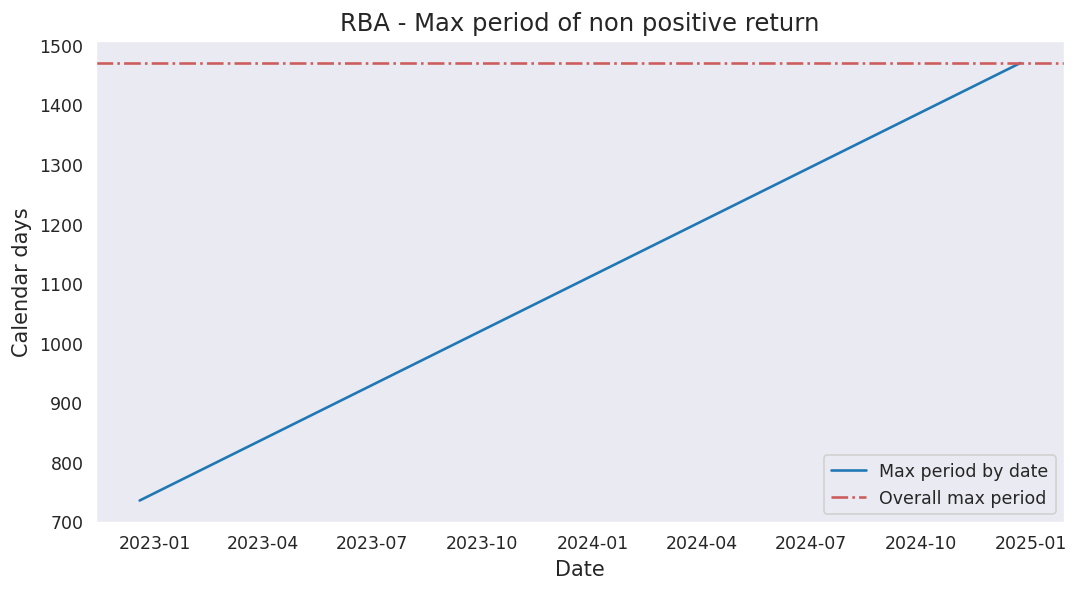 RBA - Max period of non positive return
Calendar days
1500
1400
1300
1200
1100
1000
900
800
700
Max period by date
Overall max period
2023-01 2023-04 2023-07 2023-10 2024-01 2024-04 2024-07 2024-10 2025-01
Date